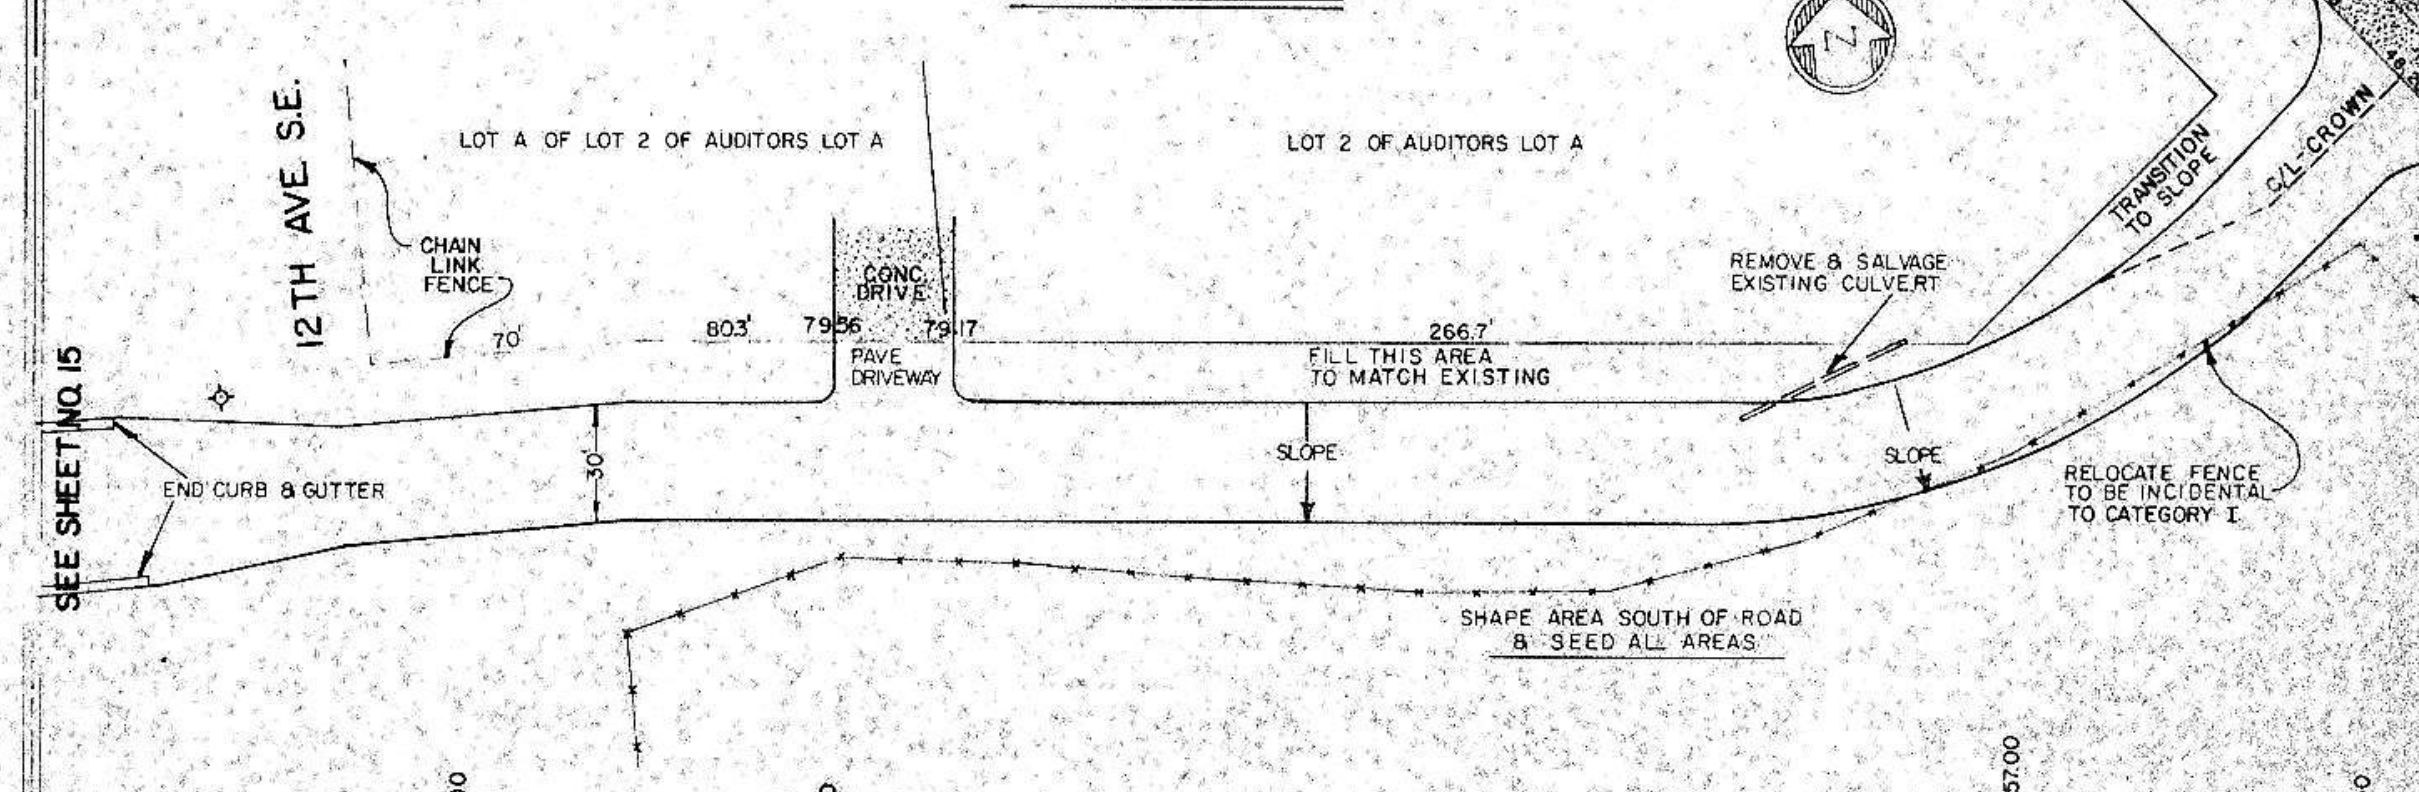 SEE SHEET NO. 15
12TH AVE. S.E.
LOT A OF LOT 2 OF AUDITORS LOT A
LOT 2 OF AUDITORS LOT A
N
CHAIN
LINK
FENCE
70'
80.3'
79.56
CONC.
DRIVE
79.17
PAVE
DRIVEWAY
266.7'
FILL THIS AREA
TO MATCH EXISTING
REMOVE & SALVAGE
EXISTING CULVERT
TRANSITION
TO SLOPE
C/L-CROWN
END CURB & GUTTER
30'
SLOPE
SLOPE
RELOCATE FENCE
TO BE INCIDENTAL
TO CATEGORY I
SHAPE AREA SOUTH OF ROAD
& SEED ALL AREAS
57.00